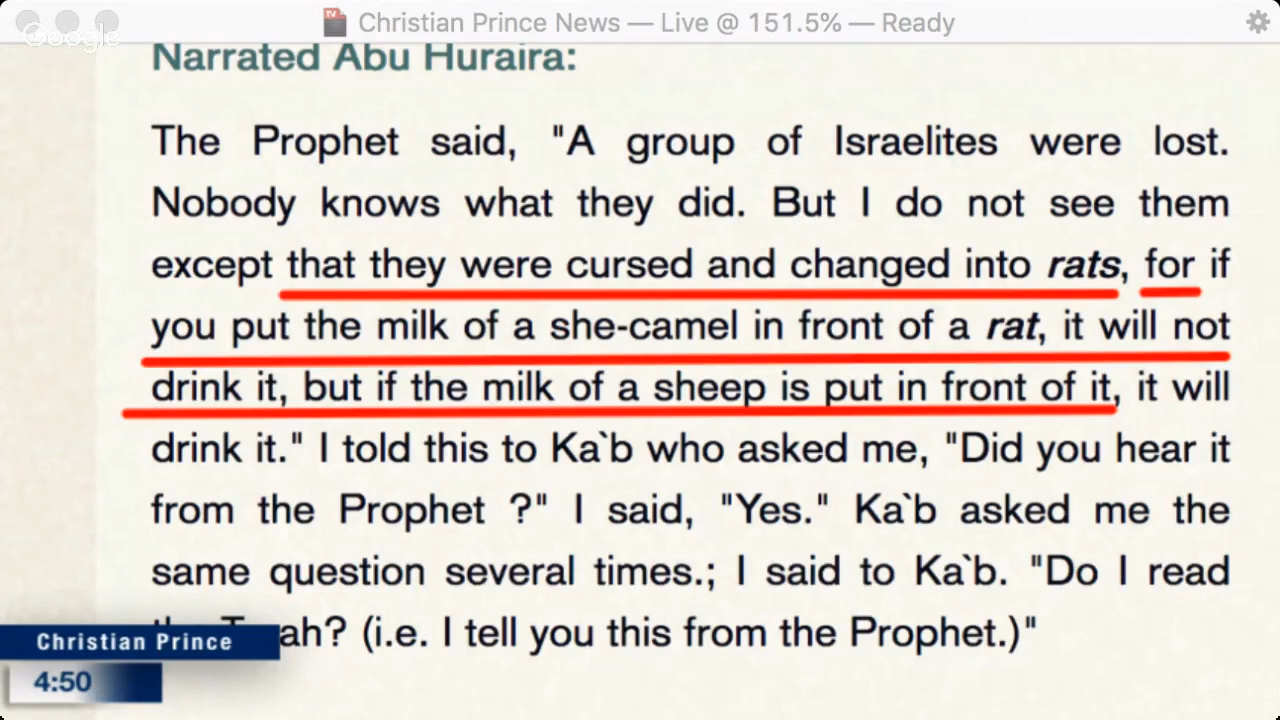 Christian Prince News — Live @ 151.5% — Ready
Google
Narrated Abu Huraira:
The Prophet said, "A group of Israelites were lost.
Nobody knows what they did. But I do not see them
except that they were cursed and changed into rats, for if
you put the milk of a she-camel in front of a rat, it will not
drink it, but if the milk of a sheep is put in front of it, it will
drink it." I told this to Ka`b who asked me, "Did you hear it
from the Prophet ?" I said, "Yes." Ka`b asked me the
same question several times.; I said to Ka`b. "Do I read
ah? (i.e. I tell you this from the Prophet.)"
Christian Prince
4:50